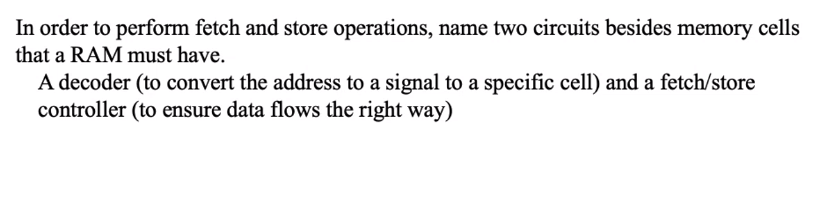 In order to perform fetch and store operations, name two circuits besides memory cells
that a RAM must have.
A decoder (to convert the address to a signal to a specific cell) and a fetch/store
controller (to ensure data flows the right way)